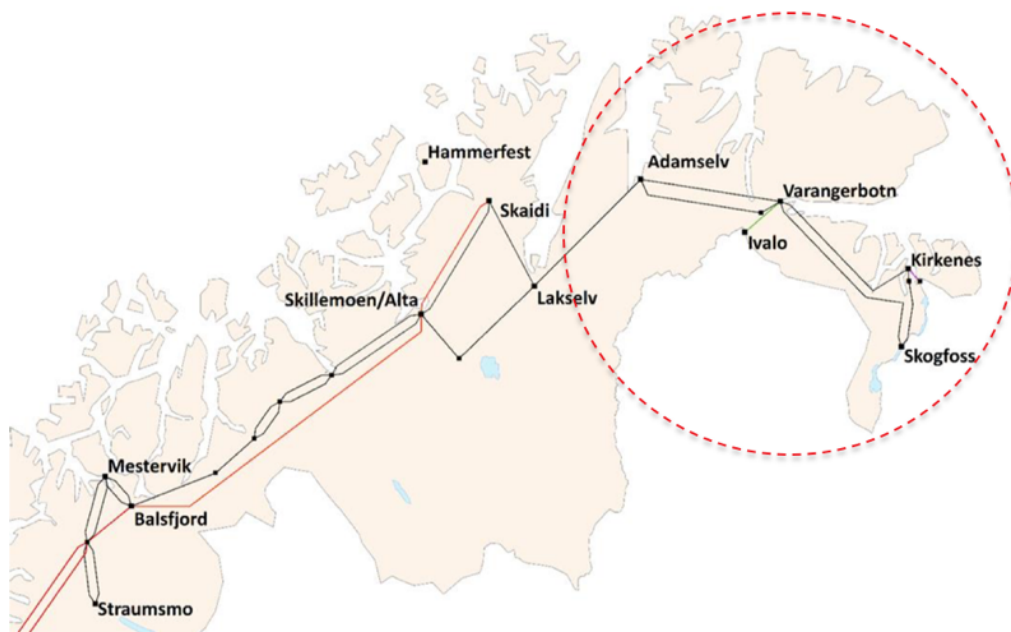 Hammerfest
Adamselv
Varangerbotn
Skaidi
Ivalo
Kirkenes
Skillemoen/Alta
Lakselv
Skogfoss
Mestervik
Balsfjord
Straumsmo